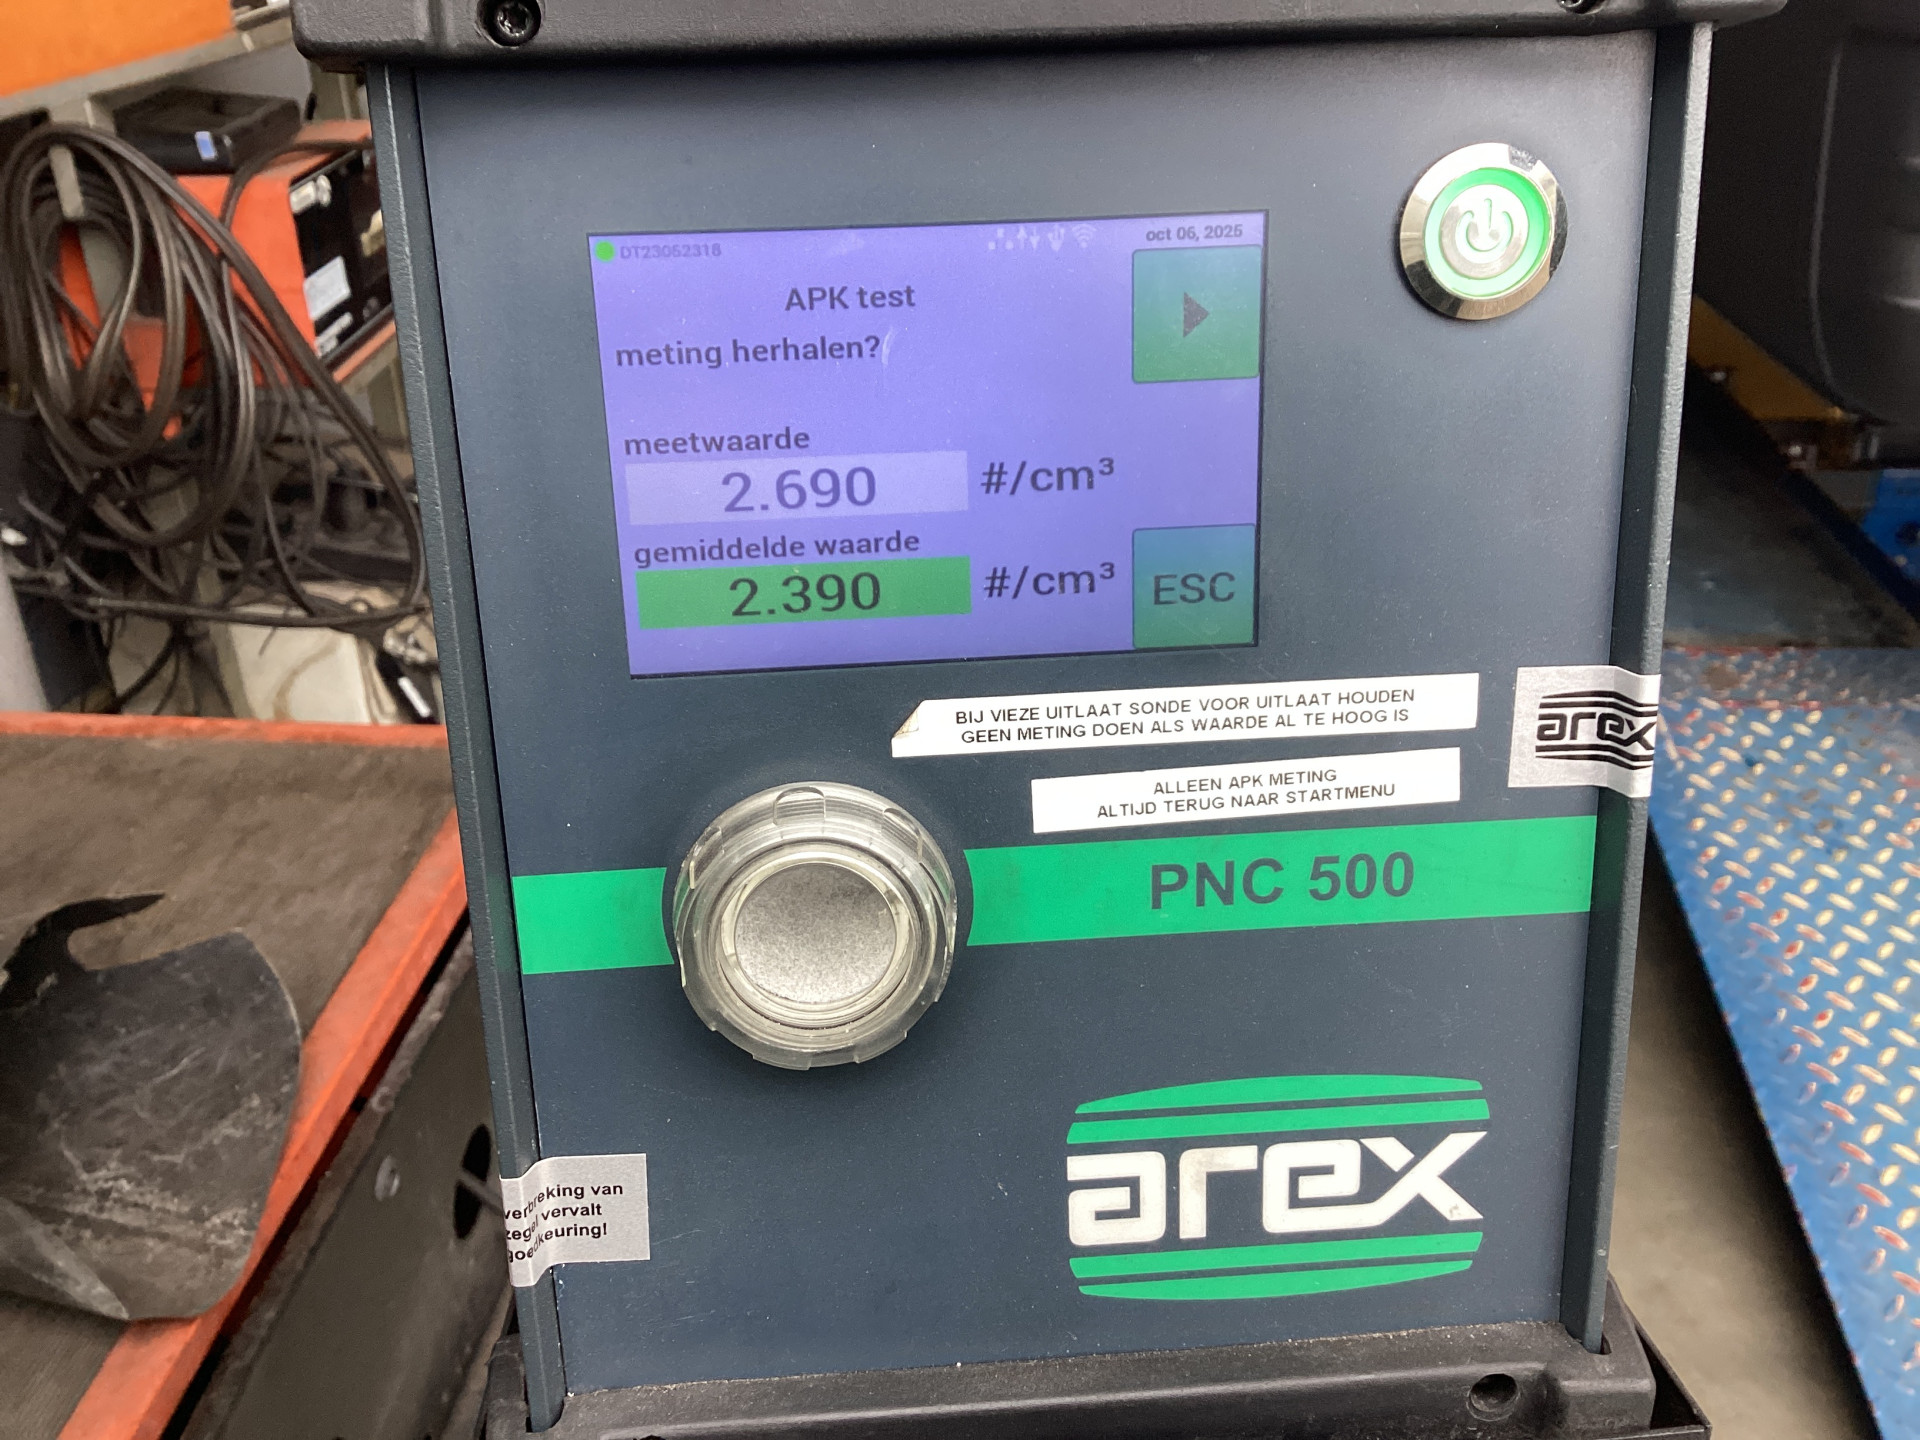 DT23052318
oct 06, 2025
APK test
meting herhalen?
meetwaarde
2.690 #/cm³
gemiddelde waarde
2.390 #/cm³
ESC
BIJ VIEZE UITLAAT SONDE VOOR UITLAAT HOUDEN
GEEN METING DOEN ALS WAARDE AL TE HOOG IS
arex
ALLEEN APK METING
ALTIJD TERUG NAAR STARTMENU
PNC 500
arex
verbreking van
zegel vervalt
goedkeuring!